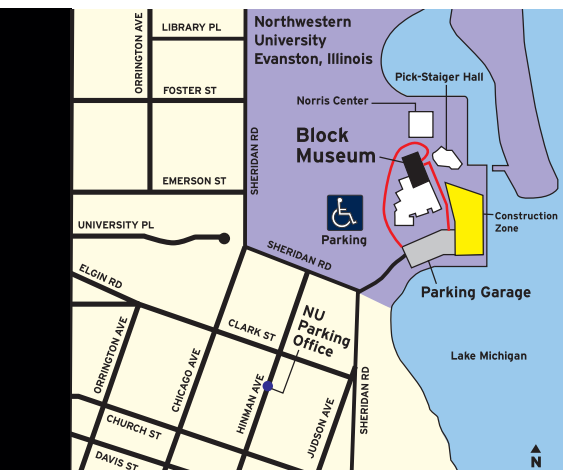 ORRINGTON AVE
LIBRARY PL
Northwestern
University
Evanston, Illinois
Pick-Staiger Hall
FOSTER ST
Norris Center
Block
Museum
SHERIDAN RD
EMERSON ST
Parking
Construction
Zone
UNIVERSITY PL
SHERIDAN RD
ELGIN RD
Parking Garage
NU
Parking
Office
CLARK ST
Lake Michigan
ORRINGTON AVE
CHICAGO AVE
HINMAN AVE
JUDSON AVE
SHERIDAN RD
CHURCH ST
DAVIS ST
N